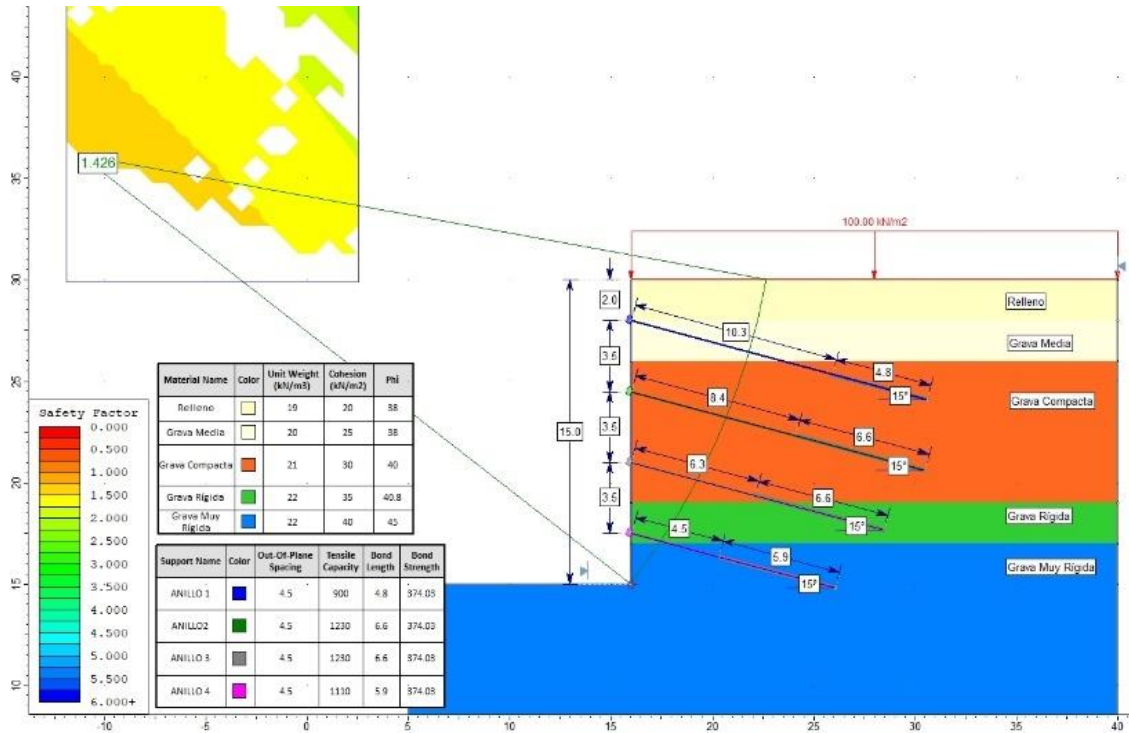 40
35
30
25
20
15
10
-10
-5
0
5
10
15
20
25
30
35
40
1.426
100.00 kN/m2
15.0
2.0
3.5
3.5
3.5
10.3
4.8
15°
8.4
6.6
15°
6.3
6.6
15°
4.5
5.9
15°
Relleno
Grava Media
Grava Compacta
Grava Rígida
Grava Muy Rígida
Material Name Color Unit Weight (kN/m3) Cohesion (kN/m2) Phi
Relleno 19 20 38
Grava Media 20 25 38
Grava Compacta 21 30 40
Grava Rígida 22 35 40.8
Grava Muy Rígida 22 40 45
Support Name Color Out-Of-Plane Spacing Tensile Capacity Bond Length Bond Strength
ANILLO 1 4.5 900 4.8 374.03
ANILLO2 4.5 1230 6.6 374.03
ANILLO 3 4.5 1230 6.6 374.03
ANILLO 4 4.5 1110 5.9 374.03
Safety Factor
0.000
0.500
1.000
1.500
2.000
2.500
3.000
3.500
4.000
4.500
5.000
5.500
6.000+